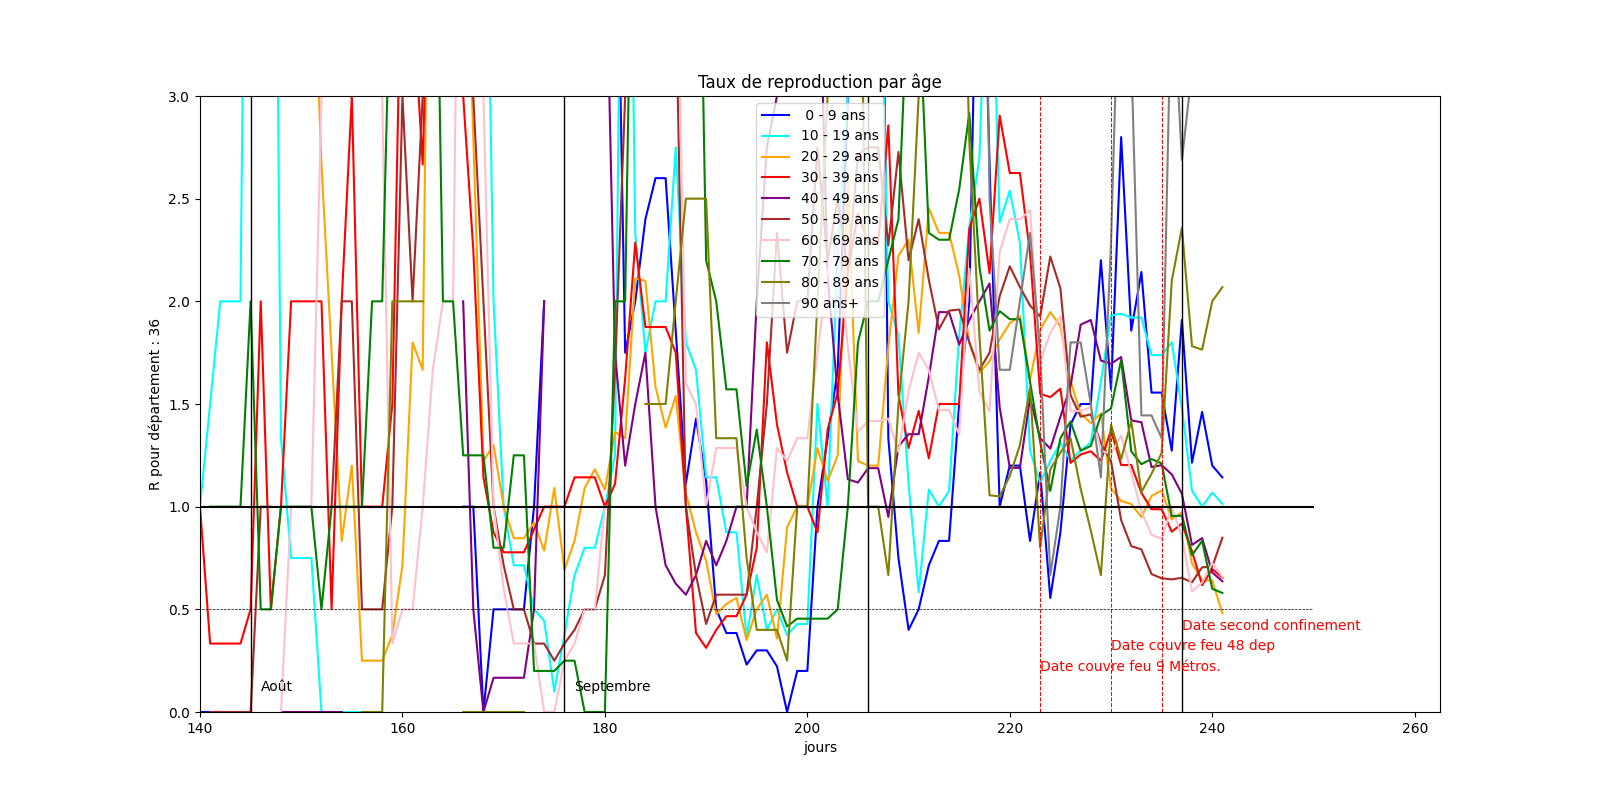 Taux de reproduction par âge
R pour département : 36
3.0
2.5
2.0
1.5
1.0
0.5
0.0
0 - 9 ans
10 - 19 ans
20 - 29 ans
30 - 39 ans
40 - 49 ans
50 - 59 ans
60 - 69 ans
70 - 79 ans
80 - 89 ans
90 ans+
Date second confinement
Date couvre feu 48 dep
Date couvre feu 9 Métros.
Août
Septembre
140
160
180
200
220
240
260
jours